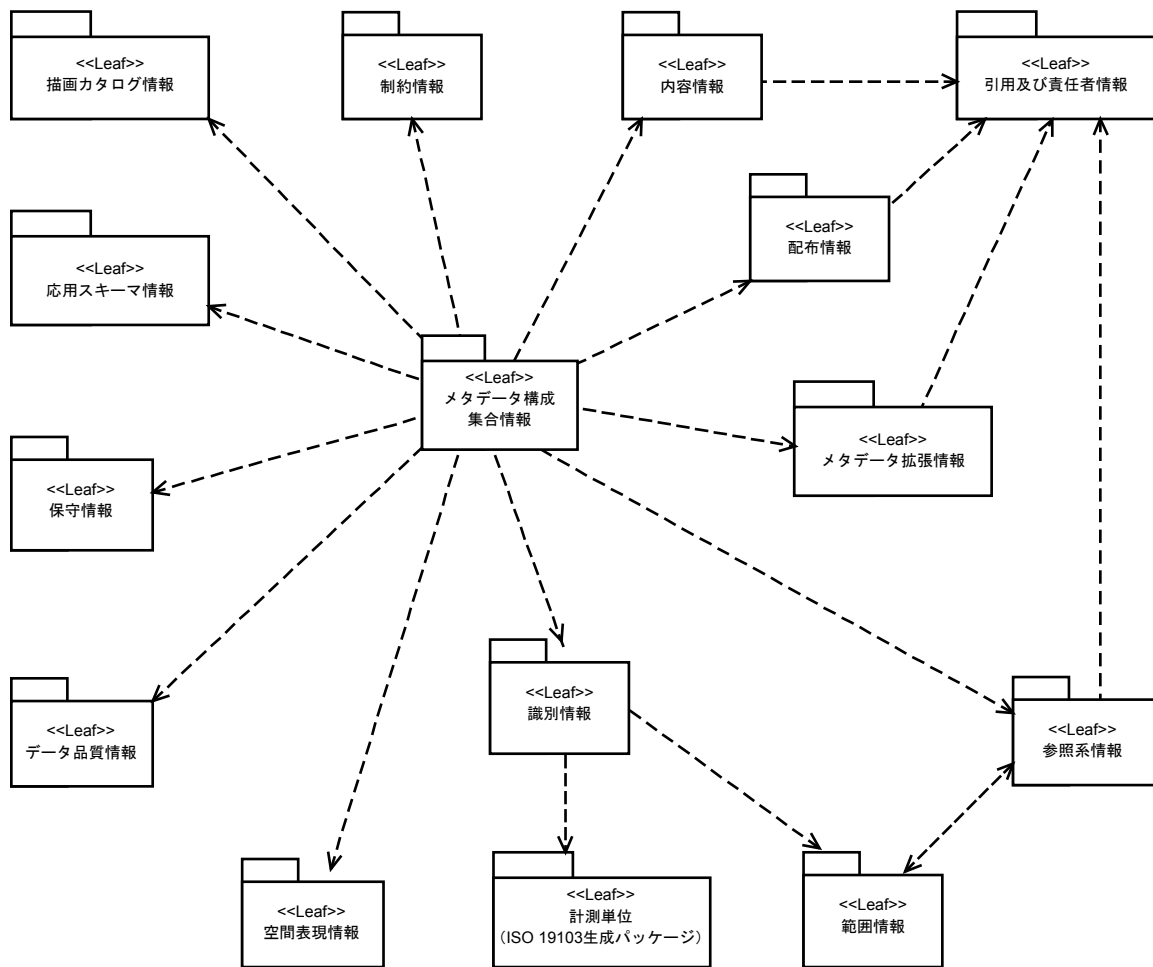 <<Leaf>>
描画カタログ情報
<<Leaf>>
制約情報
<<Leaf>>
内容情報
<<Leaf>>
引用及び責任者情報
<<Leaf>>
配布情報
<<Leaf>>
応用スキーマ情報
<<Leaf>>
メタデータ構成
集合情報
<<Leaf>>
メタデータ拡張情報
<<Leaf>>
保守情報
<<Leaf>>
識別情報
<<Leaf>>
データ品質情報
<<Leaf>>
参照系情報
<<Leaf>>
空間表現情報
<<Leaf>>
計測単位
（ISO 19103生成パッケージ）
<<Leaf>>
範囲情報